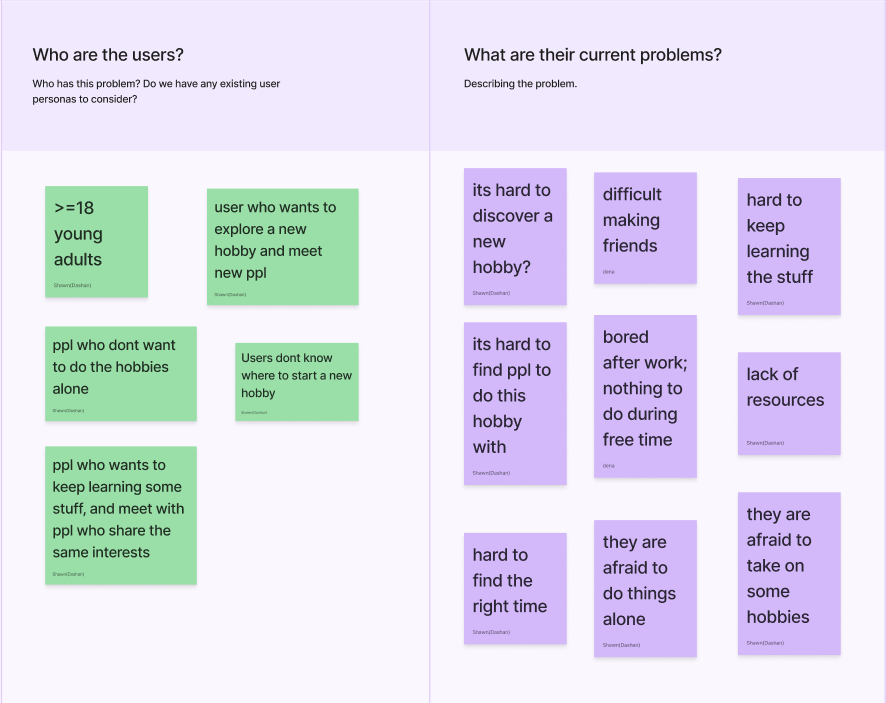 Who are the users?
Who has this problem? Do we have any existing user
personas to consider?
>=18
young
adults
Shawn(Dashan)
user who wants to
explore a new
hobby and meet
new ppl
Shawn(Dashan)
ppl who dont want
to do the hobbies
alone
Shawn(Dashan)
Users dont know
where to start a new
hobby
Shawn(Dashan)
ppl who wants to
keep learning some
stuff, and meet with
ppl who share the
same interests
Shawn(Dashan)
What are their current problems?
Describing the problem.
its hard to
discover a
new
hobby?
Shawn(Dashan)
difficult
making
friends
dena
hard to
keep
learning
the stuff
Shawn(Dashan)
its hard to
find ppl to
do this
hobby
with
Shawn(Dashan)
bored
after work;
nothing to
do during
free time
dena
lack of
resources
Shawn(Dashan)
hard to
find the
right time
Shawn(Dashan)
they are
afraid to
do things
alone
Shawn(Dashan)
they are
afraid to
take on
some
hobbies
Shawn(Dashan)